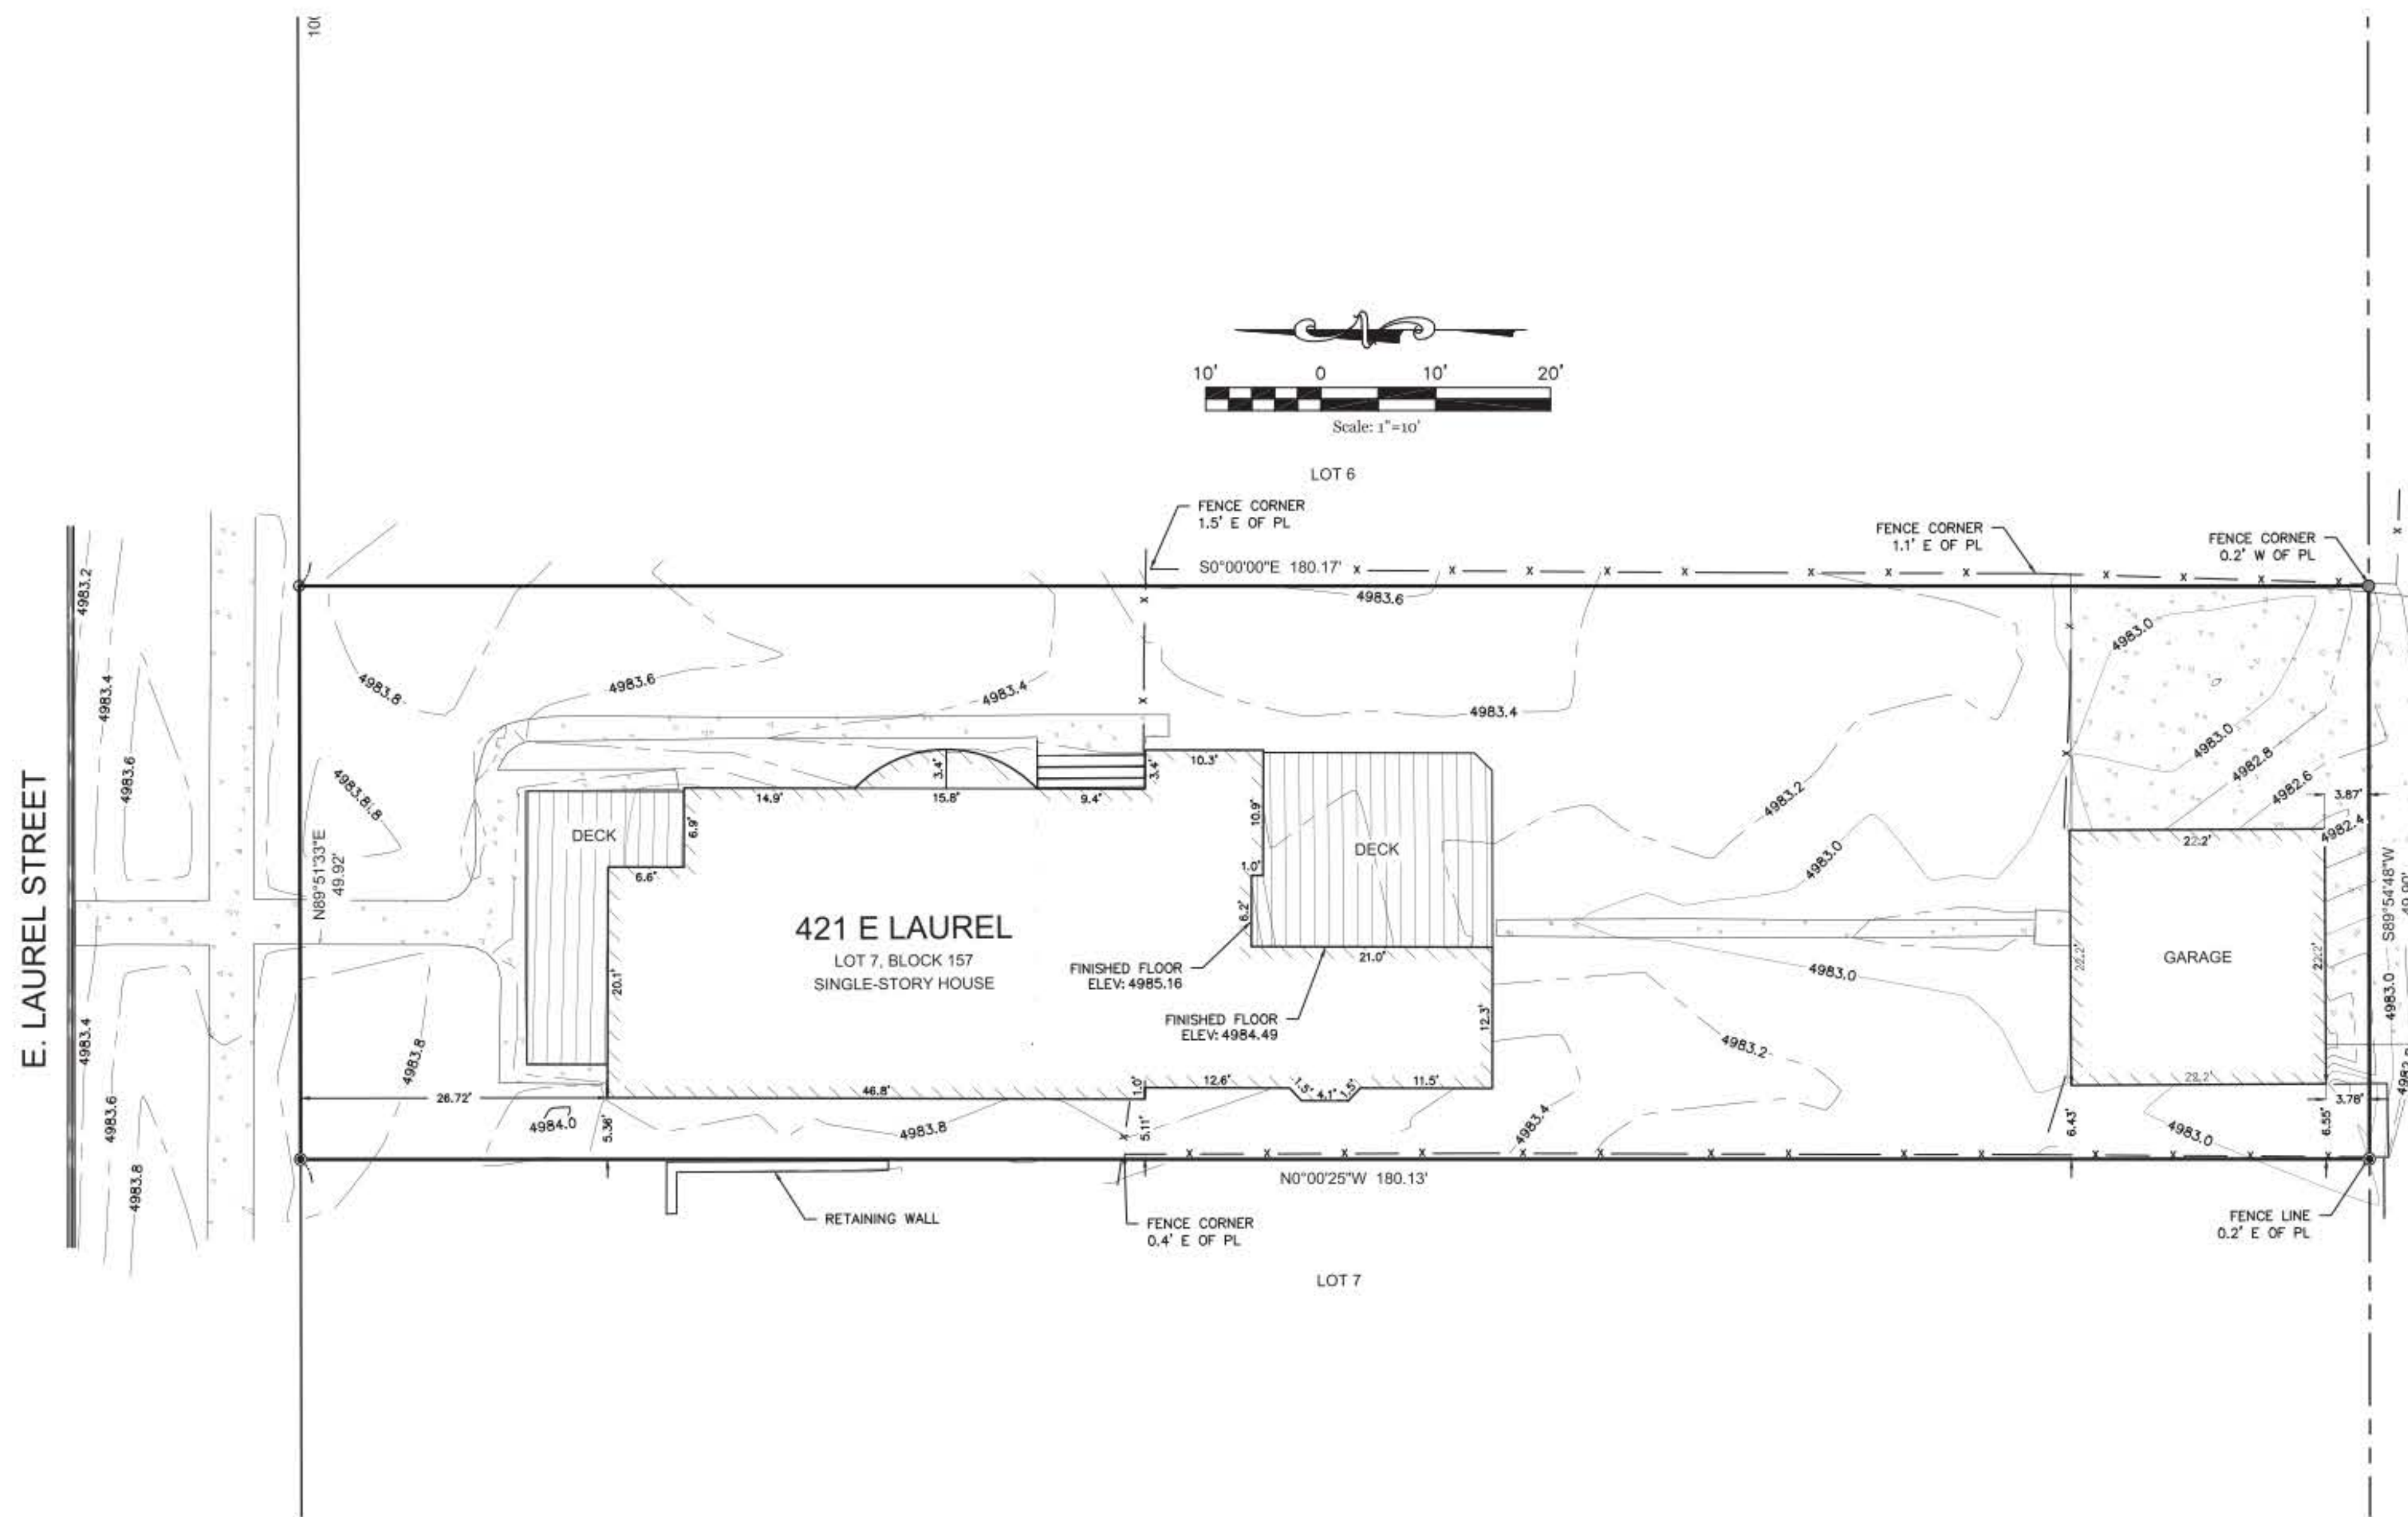 10'
0
10'
20'
Scale: 1"=10'
LOT 6
FENCE CORNER
1.5' E OF PL
FENCE CORNER
1.1' E OF PL
FENCE CORNER
0.2' W OF PL
S0°00'00"E 180.17'
4983.2
4983.4
4983.6
4983.4
4983.6
4983.8
E. LAUREL STREET
N89°51'33"E
49.92'
4983.8
4983.6
4983.4
4983.6
4983.4
4983.2
4983.0
4983.0
4983.2
4983.4
4983.0
4983.0
4982.8
4982.6
4982.4
3.87'
DECK
6.9'
6.6'
14.9'
3.4'
15.8'
9.4'
3.4'
10.3'
10.9'
1.0'
6.2'
DECK
21.0'
12.3'
20.1'
421 E LAUREL
LOT 7, BLOCK 157
SINGLE-STORY HOUSE
FINISHED FLOOR
ELEV: 4985.16
FINISHED FLOOR
ELEV: 4984.49
22.2'
22.2'
GARAGE
22.2'
22.2'
S89°54'48"W
49.90'
4983.0
4983.8
26.72'
4984.0
5.36'
46.8'
4983.8
1.0'
5.11'
12.6'
1.5'
4.1'
1.5'
11.5'
6.43'
4983.0
6.55'
3.78'
N0°00'25"W 180.13'
RETAINING WALL
FENCE CORNER
0.4' E OF PL
FENCE LINE
0.2' E OF PL
LOT 7